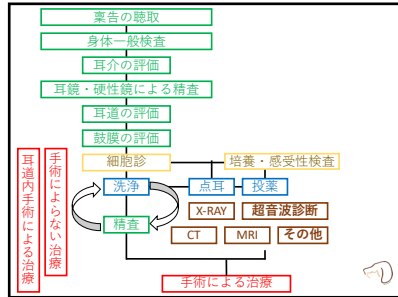 稟告の聴取
身体一般検査
耳介の評価
耳鏡・硬性鏡による精査
耳道の評価
鼓膜の評価
細胞診
培養・感受性検査
洗浄
点耳
投薬
精査
X-RAY
超音波診断
CT
MRI
その他
手術による治療
耳道内手術による治療
手術によらない治療